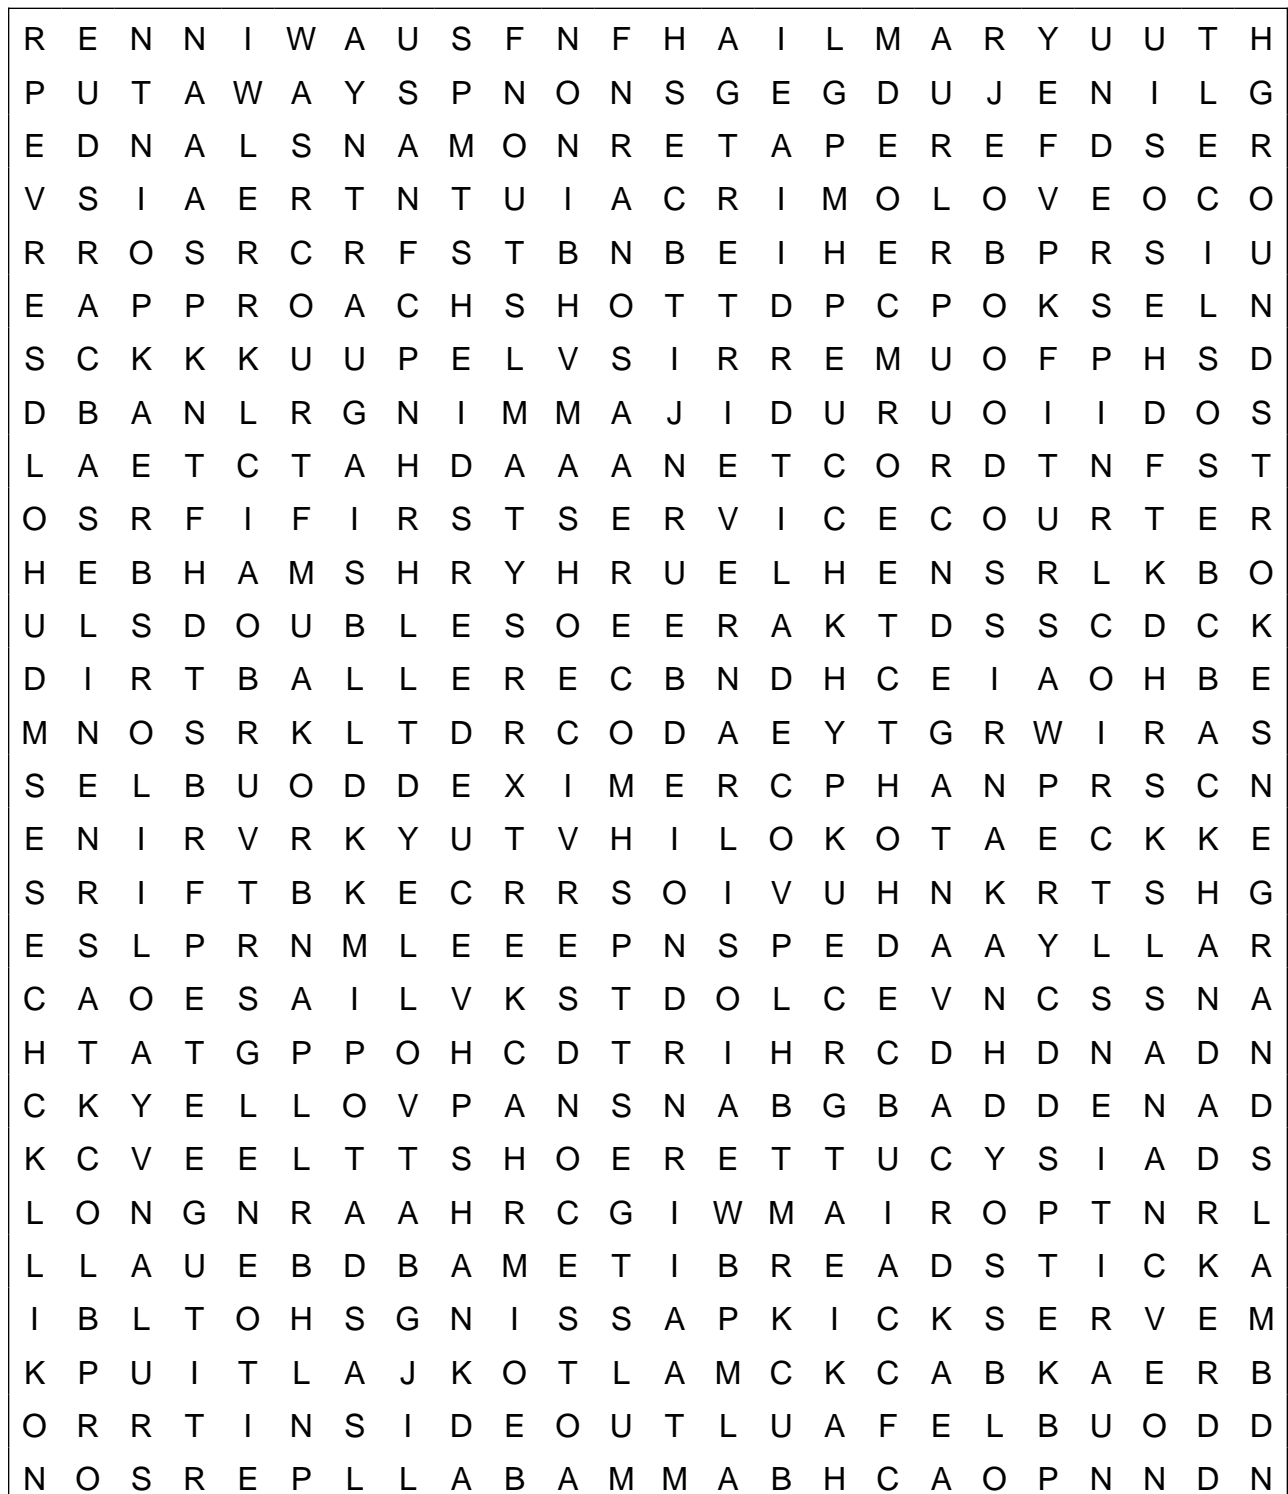 R E N N I W A U S F N F H A I L M A R Y U U T H
P U T A W A Y S P N O N S G E G D U J E N I L G
E D N A L S N A M O N R E T A P E R E F D S E R
V S I A E R T N T U I A C R I M O L O V E O C O
R R O S R C R F S T B N B E I H E R B P R S I U
E A P P R O A C H S H O T T D P C P O K S E L N
S C K K K U U P E L V S I R R E M U O F P H S D
D B A N L R G N I M M A J I D U R U O I I D O S
L A E T C T A H D A A A N E T C O R D T N F S T
O S R F I F I R S T S E R V I C E C O U R T E R
H E B H A M S H R Y H R U E L H E N S R L K B O
U L S D O U B L E S O E E R A K T D S S C D C K
D I R T B A L L E R E C B N D H C E I A O H B E
M N O S R K L T D R C O D A E Y T G R W I R A S
S E L B U O D D E X I M E R C P H A N P R S C N
E N I R V R K Y U T V H I L O K O T A E C K K E
S R I F T B K E C R R S O I V U H N K R T S H G
E S L P R N M L E E E P N S P E D A A Y L L A R
C A O E S A I L V K S T D O L C E V N C S S N A
H T A T G P P O H C D T R I H R C D H D N A D N
C K Y E L L O V P A N S N A B G B A D D E N A D
K C V E E L T T S H O E R E T T U C Y S I A D S
L O N G N R A A H R C G I W M A I R O P T N R L
L L A U E B D B A M E T I B R E A D S T I C K A
I B L T O H S G N I S S A P K I C K S E R V E M
K P U I T L A J K O T L A M C K C A B K A E R B
O R R T I N S I D E O U T L U A F E L B U O D D
N O S R E P L L A B A M M A B H C A O P N N D N